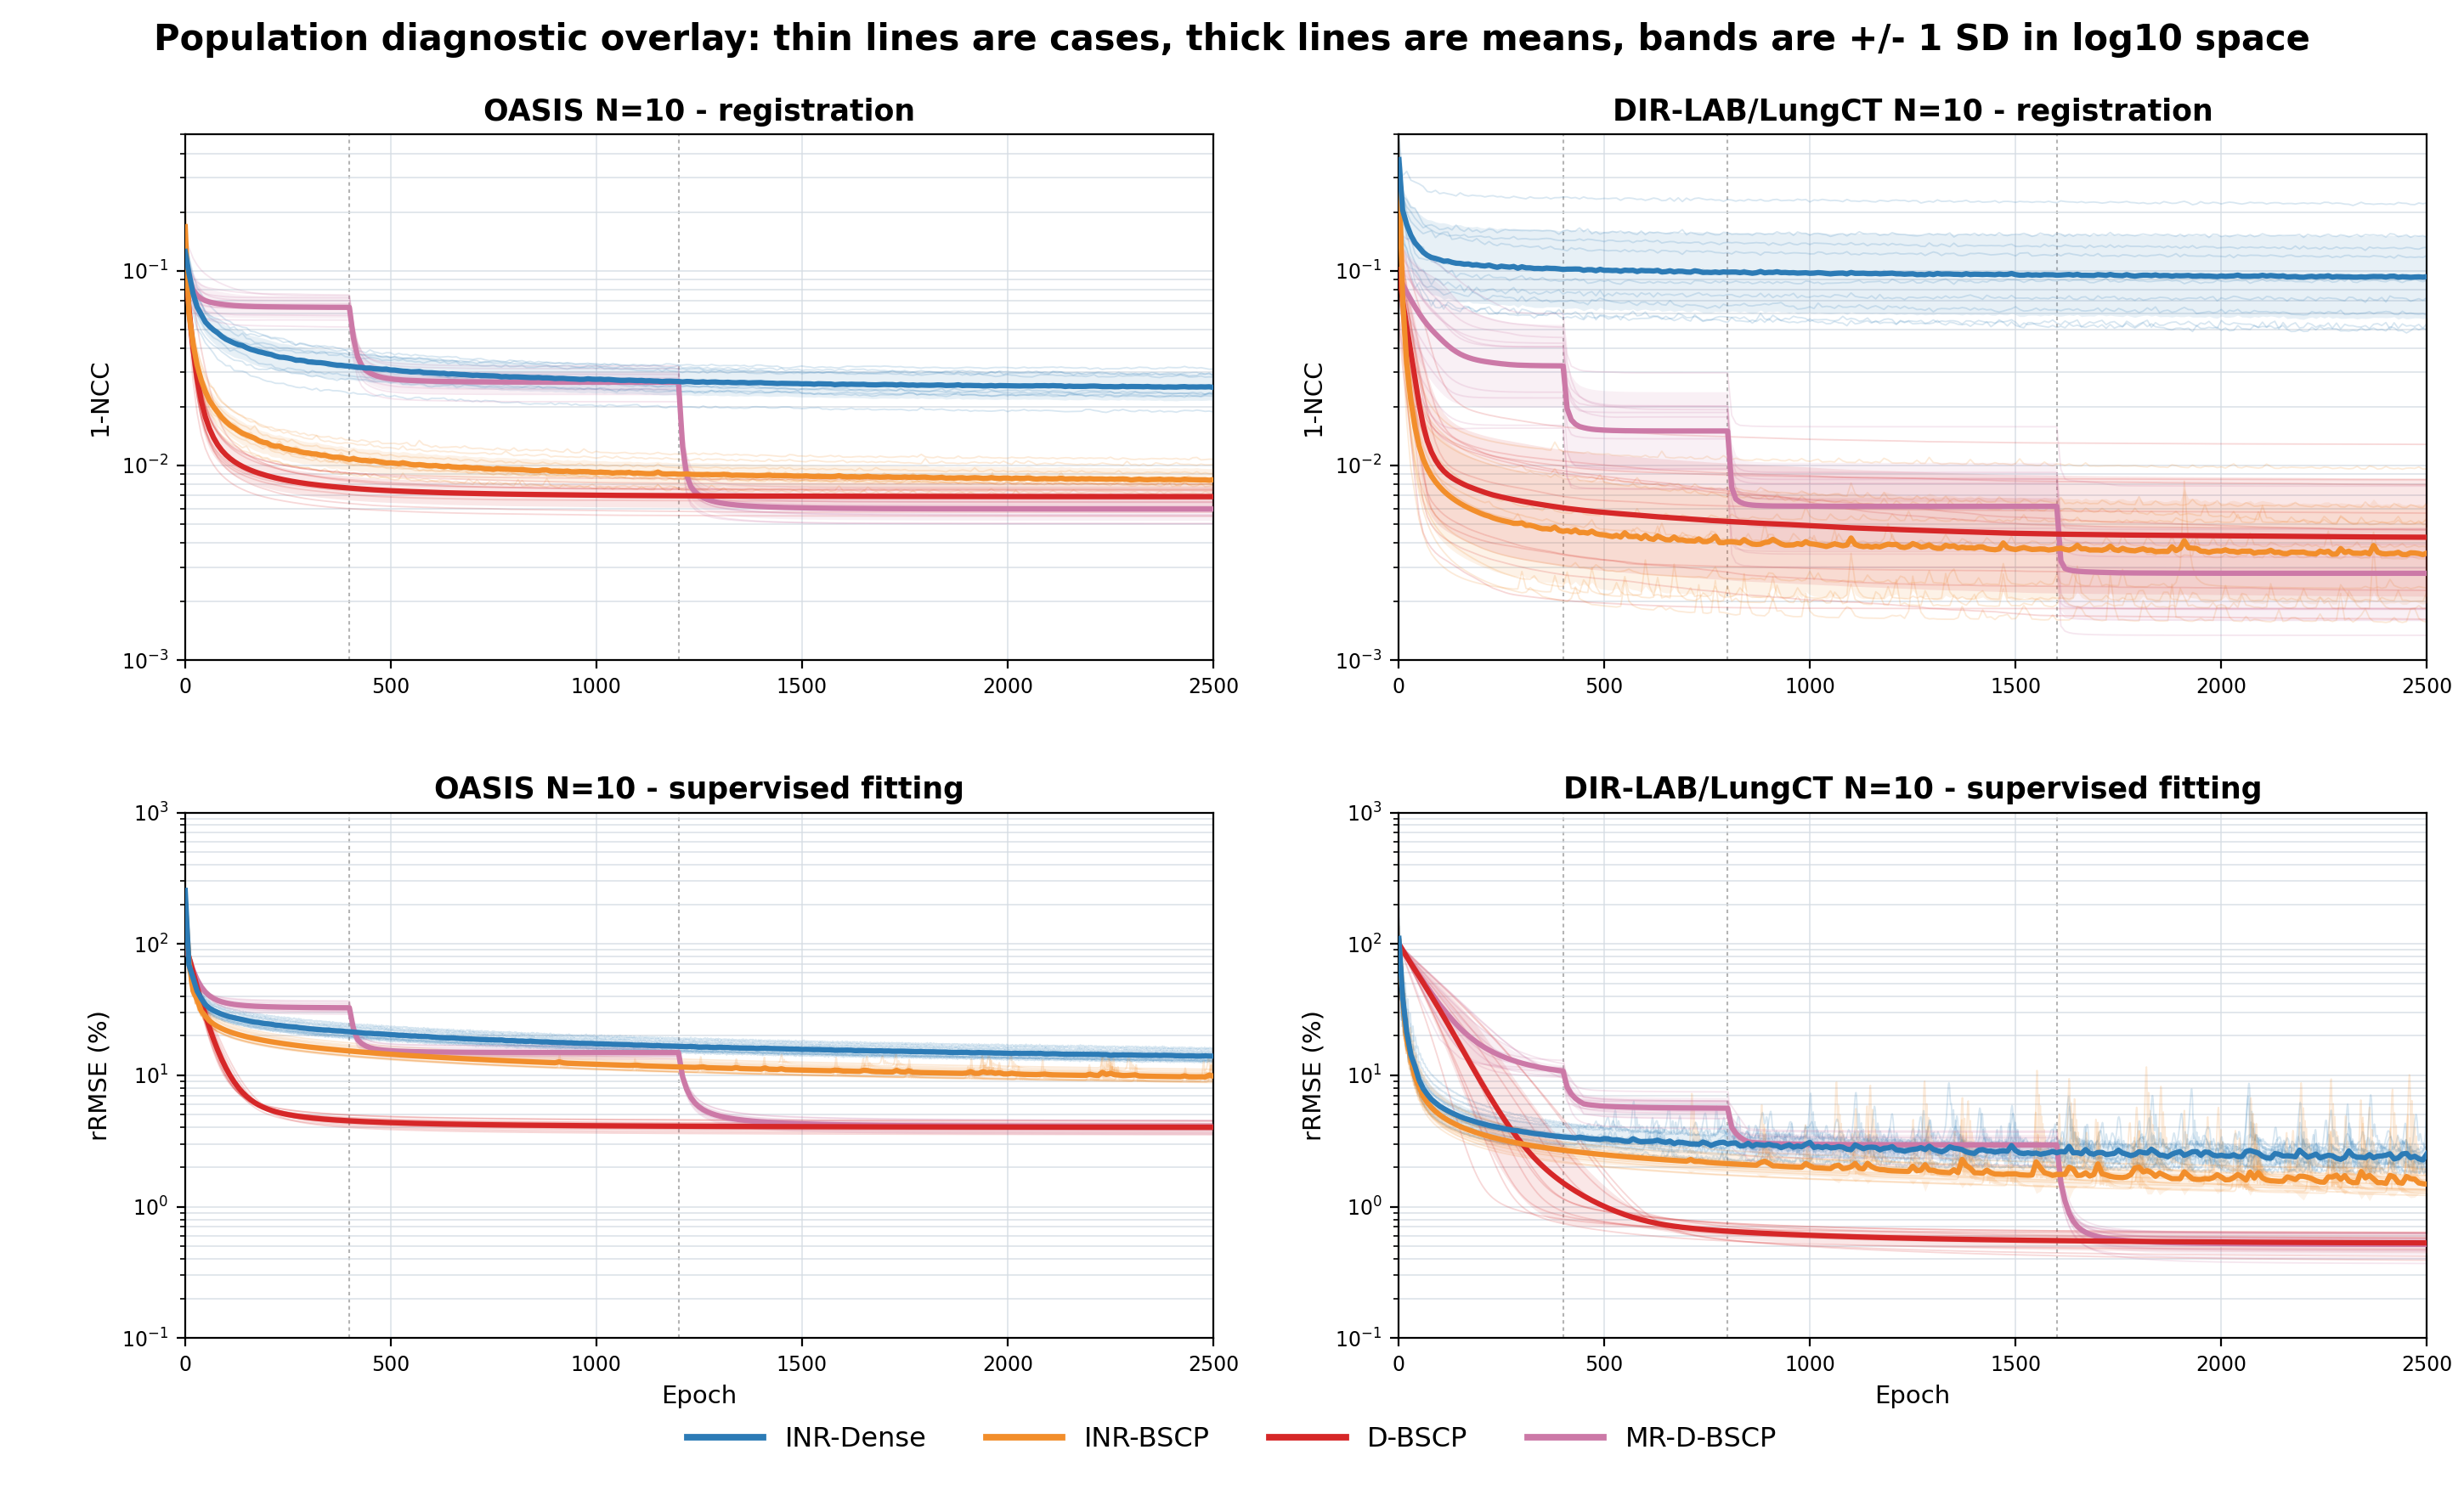 Population diagnostic overlay: thin lines are cases, thick lines are means, bands are +/- 1 SD in log10 space
OASIS N=10 - registration
1-NCC
10⁻¹
10⁻²
10⁻³
0 500 1000 1500 2000 2500
DIR-LAB/LungCT N=10 - registration
1-NCC
10⁻¹
10⁻²
10⁻³
0 500 1000 1500 2000 2500
OASIS N=10 - supervised fitting
rRMSE (%)
10³
10²
10¹
10⁰
10⁻¹
0 500 1000 1500 2000 2500
Epoch
DIR-LAB/LungCT N=10 - supervised fitting
rRMSE (%)
10³
10²
10¹
10⁰
10⁻¹
0 500 1000 1500 2000 2500
Epoch
INR-Dense INR-BSCP D-BSCP MR-D-BSCP